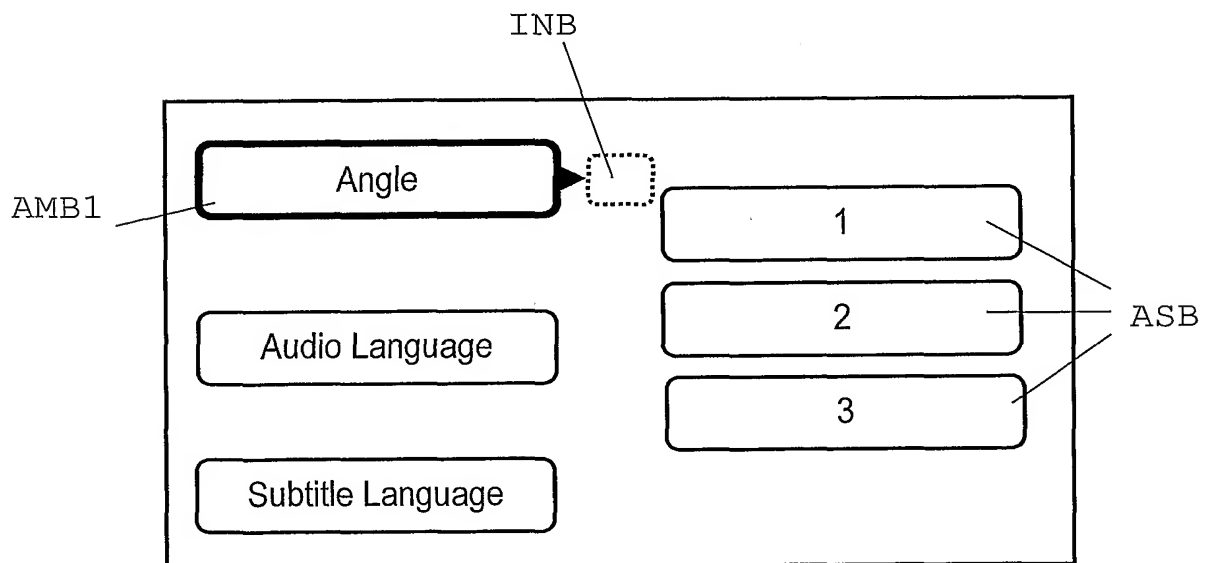 INB
Angle
AMB1
1
2
ASB
Audio Language
3
Subtitle Language